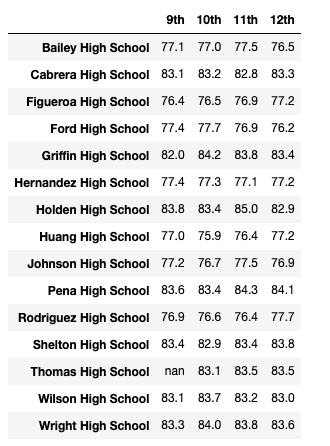 9th 10th 11th 12th
Bailey High School 77.1 77.0 77.5 76.5
Cabrera High School 83.1 83.2 82.8 83.3
Figueroa High School 76.4 76.5 76.9 77.2
Ford High School 77.4 77.7 76.9 76.2
Griffin High School 82.0 84.2 83.8 83.4
Hernandez High School 77.4 77.3 77.1 77.2
Holden High School 83.8 83.4 85.0 82.9
Huang High School 77.0 75.9 76.4 77.2
Johnson High School 77.2 76.7 77.5 76.9
Pena High School 83.6 83.4 84.3 84.1
Rodriguez High School 76.9 76.6 76.4 77.7
Shelton High School 83.4 82.9 83.4 83.8
Thomas High School nan 83.1 83.5 83.5
Wilson High School 83.1 83.7 83.2 83.0
Wright High School 83.3 84.0 83.8 83.6